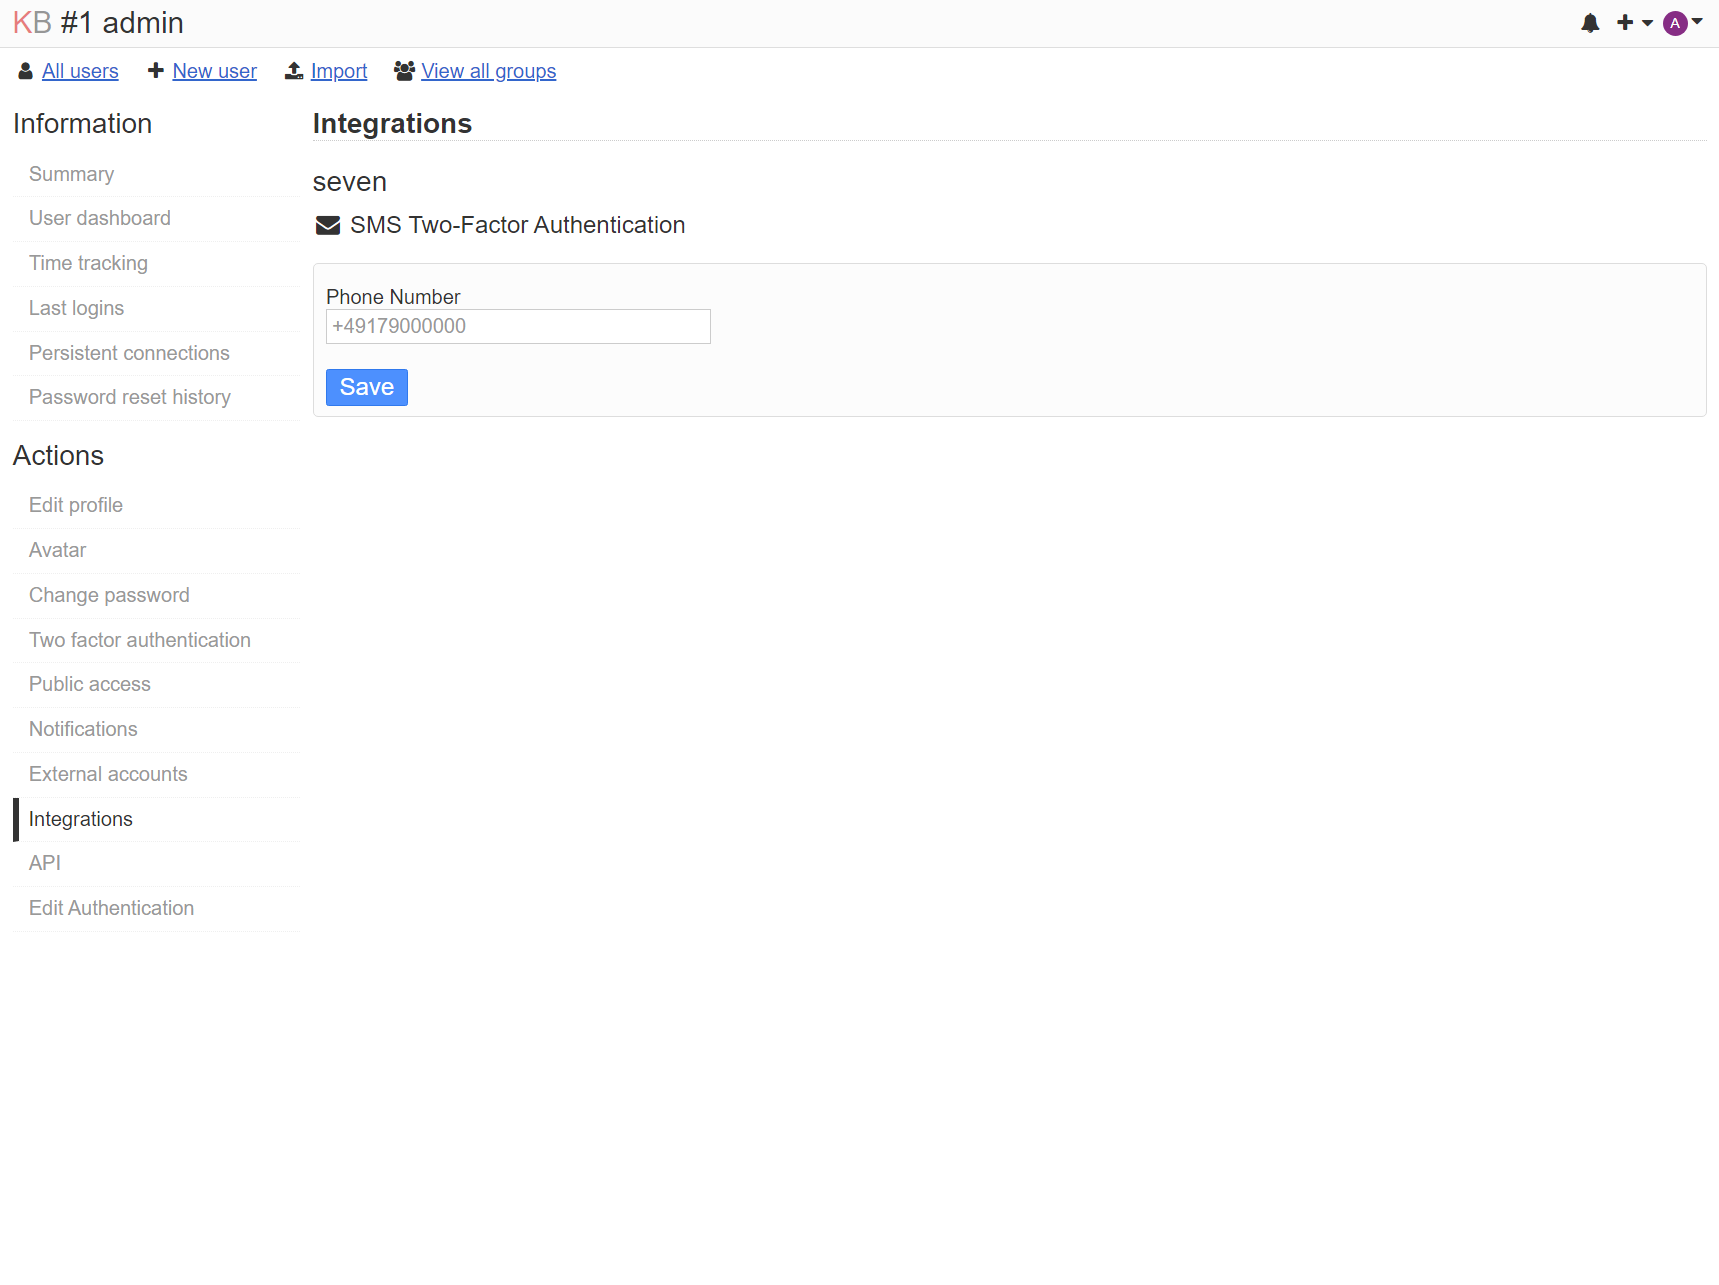 KB #1 admin
A
All users New user Import View all groups
Information
Summary
User dashboard
Time tracking
Last logins
Persistent connections
Password reset history
Actions
Edit profile
Avatar
Change password
Two factor authentication
Public access
Notifications
External accounts
Integrations
API
Edit Authentication
Integrations
seven
SMS Two-Factor Authentication
Phone Number
+49179000000
Save